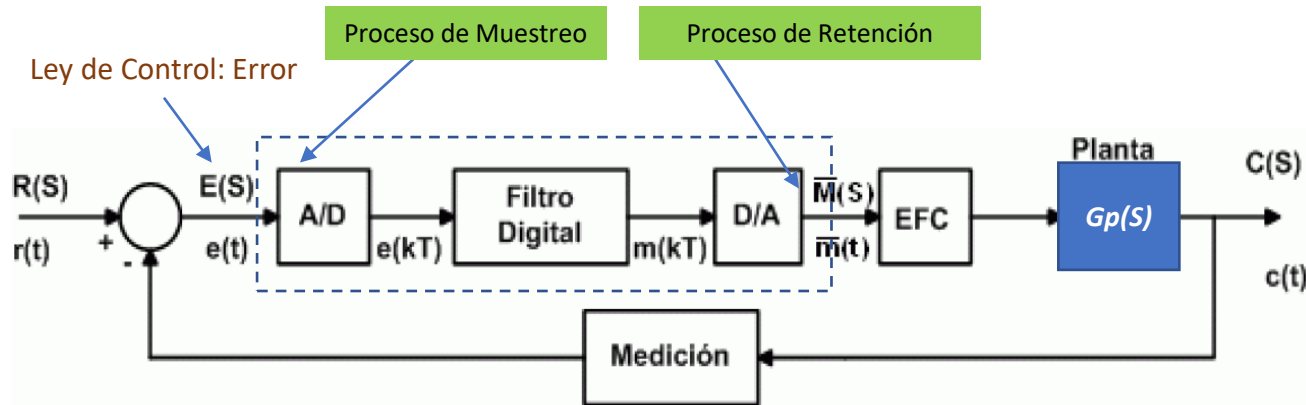 Proceso de Muestreo
Proceso de Retención
Ley de Control: Error
Planta
R(S)
E(S)
M(S)
C(S)
A/D
Filtro
Digital
D/A
EFC
Gp(S)
+
-
r(t)
e(t)
e(kT)
m(kT)
m(t)
c(t)
Medición